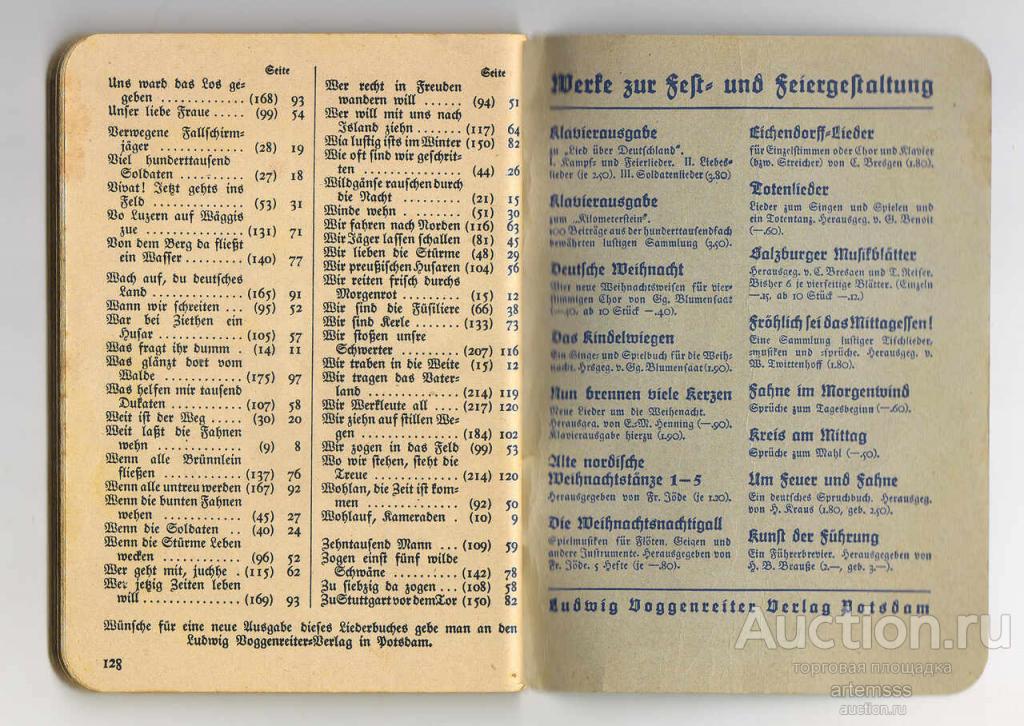 Seite
Uns ward das Los ge-
geben ............ (168) 93
Unser liebe Fraue ..... (99) 54
Verwegene Fallschirm-
jäger ............ (28) 19
Viel hunderttausend
Soldaten .......... (27) 18
Vivat! Jetzt gehts ins
Feld ............. (53) 31
Vo Luzern auf Wäggis
zue .............. (131) 71
Von dem Berg da fließt
ein Wasser ........ (140) 77
Wach auf, du deutsches
Land ............. (165) 91
Wann wir schreiten ... (95) 52
War bei Ziethen ein
Husar ............ (105) 57
Was fragt ihr dumm . (14) 11
Was glänzt dort vom
Walde ............ (175) 97
Was helfen mir tausend
Dukaten .......... (107) 58
Weit ist der Weg ..... (30) 20
Weit laßt die Fahnen
wehn ............. (9) 8
Wenn alle Brünnlein
fließen ............ (137) 76
Wenn alle untreu werden (167) 92
Wenn die bunten Fahnen
wehen ............ (45) 27
Wenn die Soldaten .. (40) 24
Wenn die Stürme Leben
wecken ........... (96) 52
Wer geht mit, juchhe . (115) 62
Wer jetzig Zeiten leben
will .............. (169) 93
Seite
Wer recht in Freuden
wandern will ...... (94) 51
Wer will mit uns nach
Island ziehn ....... (117) 64
Wia lustig ists im Winter (150) 82
Wie oft sind wir geschrit-
ten ............... (44) 26
Wildgänse rauschen durch
die Nacht ......... (21) 15
Winde wehn ......... (51) 30
Wir fahren nach Norden (116) 63
Wir Jäger lassen schallen (81) 45
Wir lieben die Stürme (48) 29
Wir preußischen Husaren (104) 56
Wir reiten frisch durchs
Morgenrot ......... (15) 12
Wir sind die Füsiliere (66) 38
Wir sind Kerle ....... (133) 73
Wir stoßen unsre
Schwerter ......... (207) 116
Wir traben in die Weite (15) 12
Wir tragen das Vater-
land .............. (214) 119
Wir Werkleute all .... (217) 120
Wir ziehn auf stillen We-
gen .............. (184) 102
Wir zogen in das Feld (99) 53
Wo wir stehen, steht die
Treue ............. (214) 120
Wohlan, die Zeit ist kom-
men .............. (92) 50
Wohlauf, Kameraden . (10) 9
Zehntausend Mann ... (109) 59
Zogen einst fünf wilde
Schwäne .......... (142) 78
Zu siebzig da zogen ... (108) 58
Zu Stuttgart vor dem Tor (150) 82
Wünsche für eine neue Ausgabe dieses Liederbuches gebe man an den
Ludwig Voggenreiter-Verlag in Potsdam.
128
Werke zur Fest- und Feiergestaltung
Klavierausgabe
zu „Lied über Deutschland“.
I. Kampf- und Feierlieder. II. Liebes-
lieder (je 2.50). III. Soldatenlieder (3.80)
Klavierausgabe
zum „Kilometerstein“.
100 Beiträge aus der hunderttausendfach
bewährten lustigen Sammlung (3.50).
Deutsche Weihnacht
Vier neue Weihnachtsweisen für vier-
stimmigen Chor von Gg. Blumensaat
(—.40, ab 10 Stück —.40).
Das Kindelwiegen
Ein Singe- und Spielbuch für die Weih-
nacht. Hrsgeg. v. Gg. Blumensaat (1.90).
Nun brennen viele Kerzen
Neue Lieder um die Weihenacht.
Herausgeg. von E.-M. Henning (—.90).
Klavierausgabe hierzu (1.90).
Alte nordische
Weihnachtstänze 1–5
Herausgegeben von Fr. Jöde (je 1.20).
Die Weihnachtsnachtigall
Spielmusiken für Flöten, Geigen und
andere Instrumente. Herausgegeben von
Fr. Jöde. 5 Hefte (je —.80).
Eichendorff-Lieder
für Einzelstimmen oder Chor und Klavier
(bzw. Streicher) von C. Bresgen (1.80).
Totenlieder
Lieder zum Singen und Spielen und
ein Totentanz. Herausgeg. v. G. Benoit
(—.60).
Salzburger Musikblätter
Herausgeg. v. C. Bresgen und T. Reiser.
Bisher 6 je vierseitige Blätter. (Einzeln
—.15, ab 10 Stück —.12.)
Fröhlich sei das Mittagessen!
Eine Sammlung lustiger Tischlieder,
-musiken und -sprüche. Herausgeg. v.
W. Twittenhoff (1.80).
Fahne im Morgenwind
Sprüche zum Tagesbeginn (—.60).
Kreis am Mittag
Sprüche zum Mahl (—.50).
Um Feuer und Fahne
Ein deutsches Spruchbuch. Herausgeg.
von H. Kraus (1.80, geb. 2.50).
Kunst der Führung
Ein Führerbrevier. Herausgegeben von
H. B. Brauße (2.—, geb. 3.—).
Ludwig Voggenreiter Verlag Potsdam
Auction.ru
торговая площадка
artemsss
auction.ru